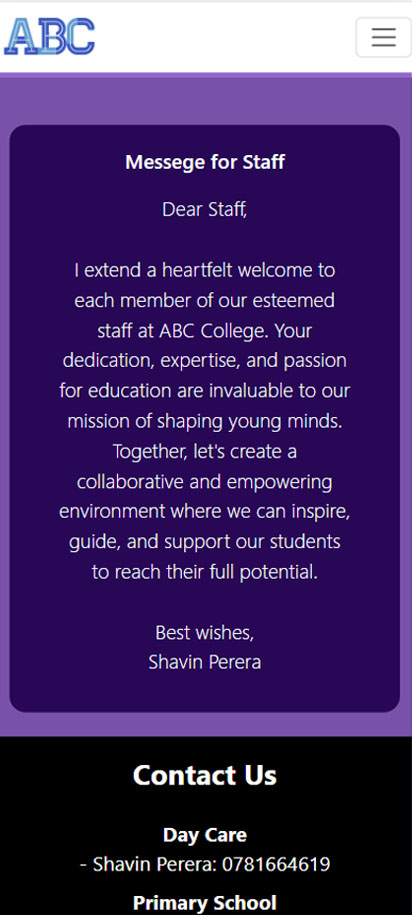 ABC
Messege for Staff
Dear Staff,
I extend a heartfelt welcome to
each member of our esteemed
staff at ABC College. Your
dedication, expertise, and passion
for education are invaluable to our
mission of shaping young minds.
Together, let's create a
collaborative and empowering
environment where we can inspire,
guide, and support our students
to reach their full potential.
Best wishes,
Shavin Perera
Contact Us
Day Care
- Shavin Perera: 0781664619
Primary School